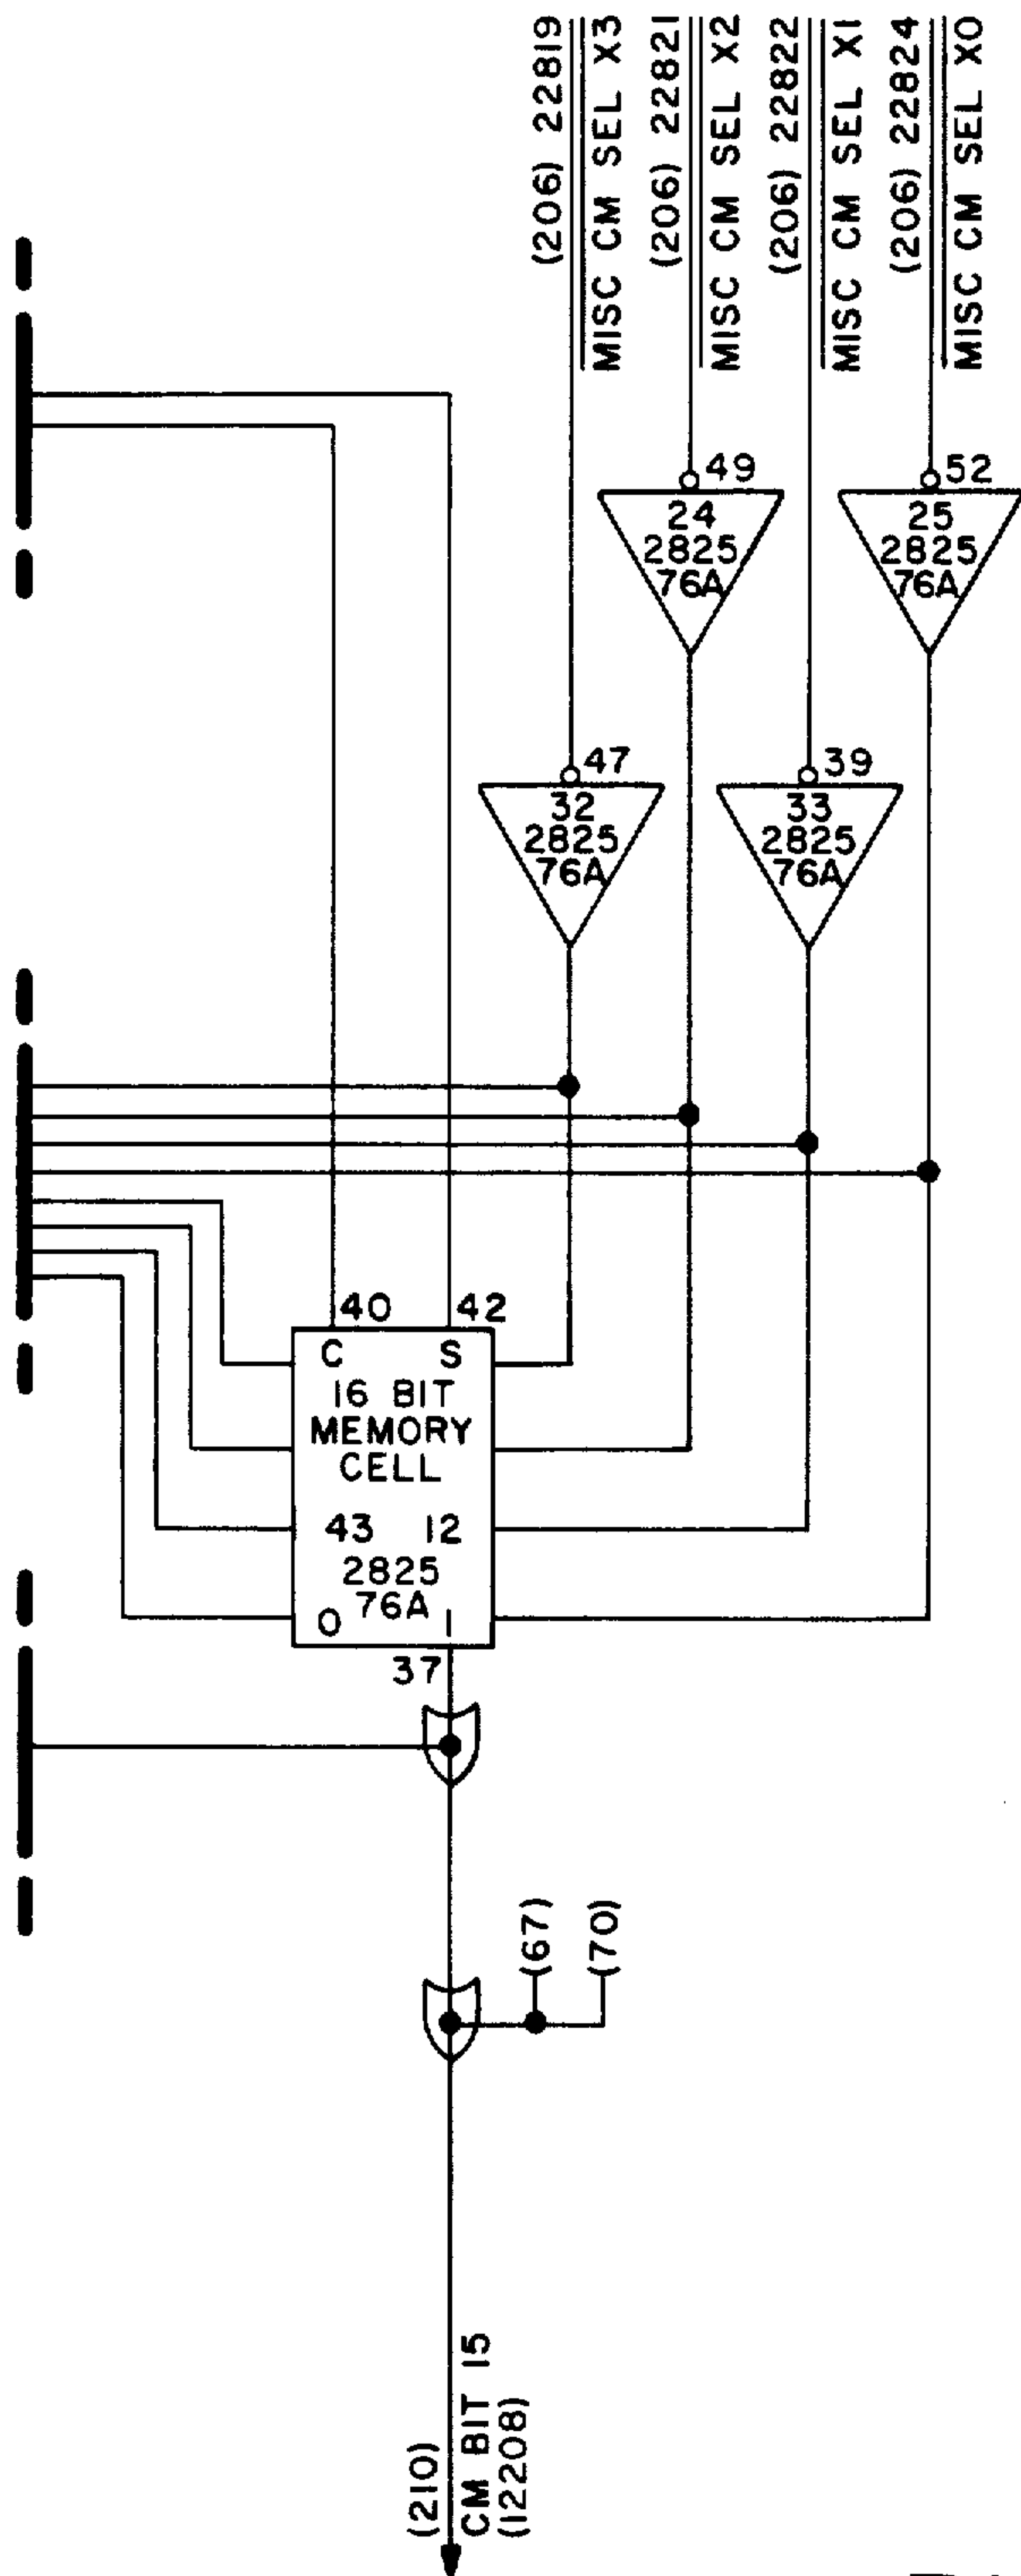 (206) 22819
MISC CM SEL X3
(206) 22821
MISC CM SEL X2
(206) 22822
MISC CM SEL X1
(206) 22824
MISC CM SEL X0
49
24
2825
76A
52
25
2825
76A
47
32
2825
76A
39
33
2825
76A
40
42
C
S
16 BIT
MEMORY
CELL
43
12
2825
76A
0
1
37
(67)
(70)
(210)
CM BIT 15
(12208)